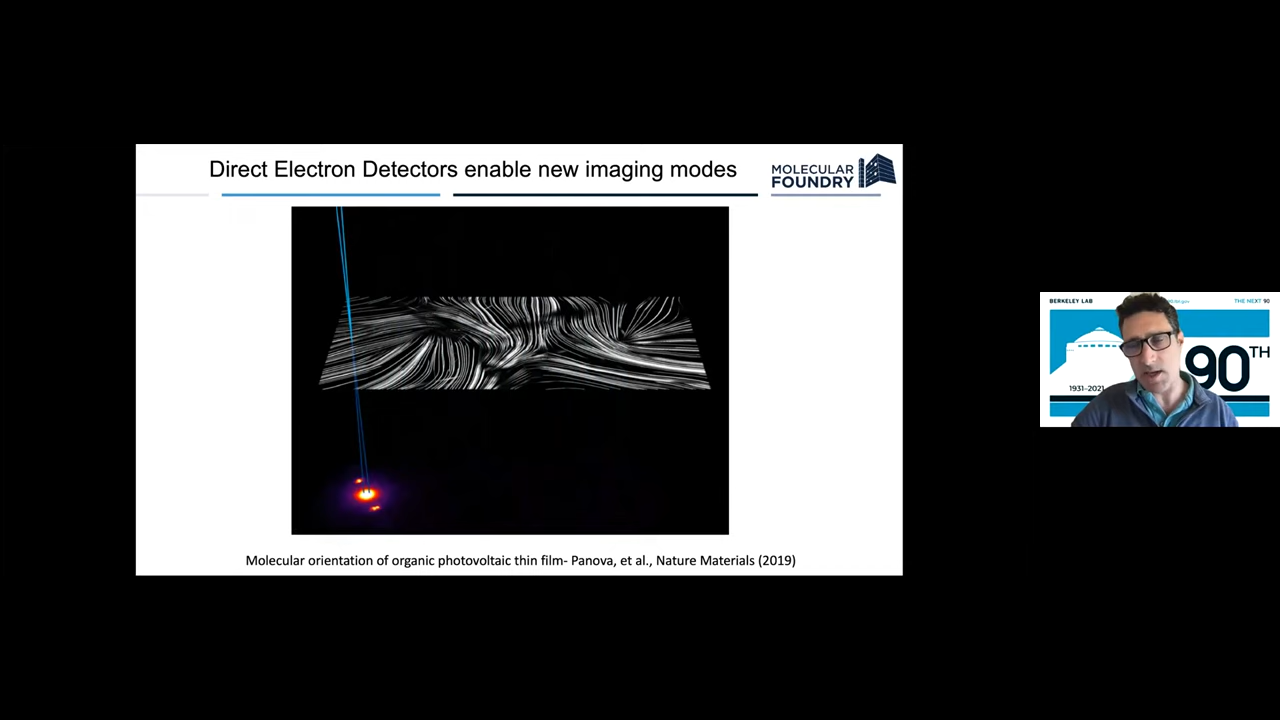 Direct Electron Detectors enable new imaging modes
MOLECULAR
FOUNDRY
Molecular orientation of organic photovoltaic thin film- Panova, et al., Nature Materials (2019)
BERKELEY LAB
THE NEXT 90
90TH
1931-2021